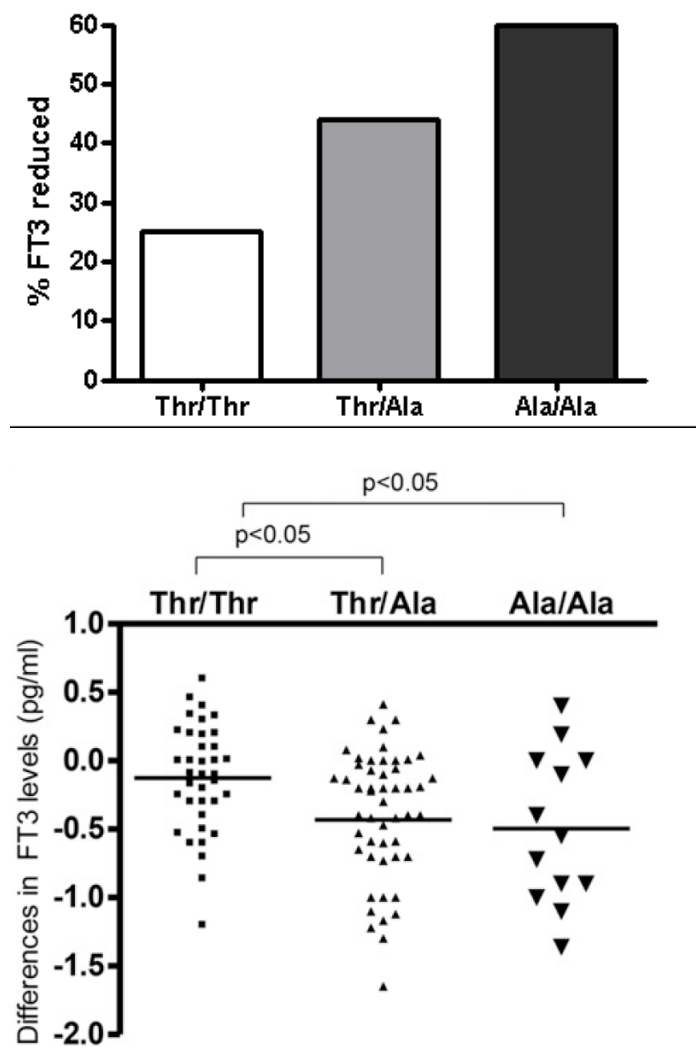 60
50
40
30
20
10
0
% FT3 reduced
Thr/Thr Thr/Ala Ala/Ala
p<0.05
p<0.05
Thr/Thr Thr/Ala Ala/Ala
1.0
0.5
0.0
-0.5
-1.0
-1.5
-2.0
Differences in FT3 levels (pg/ml)